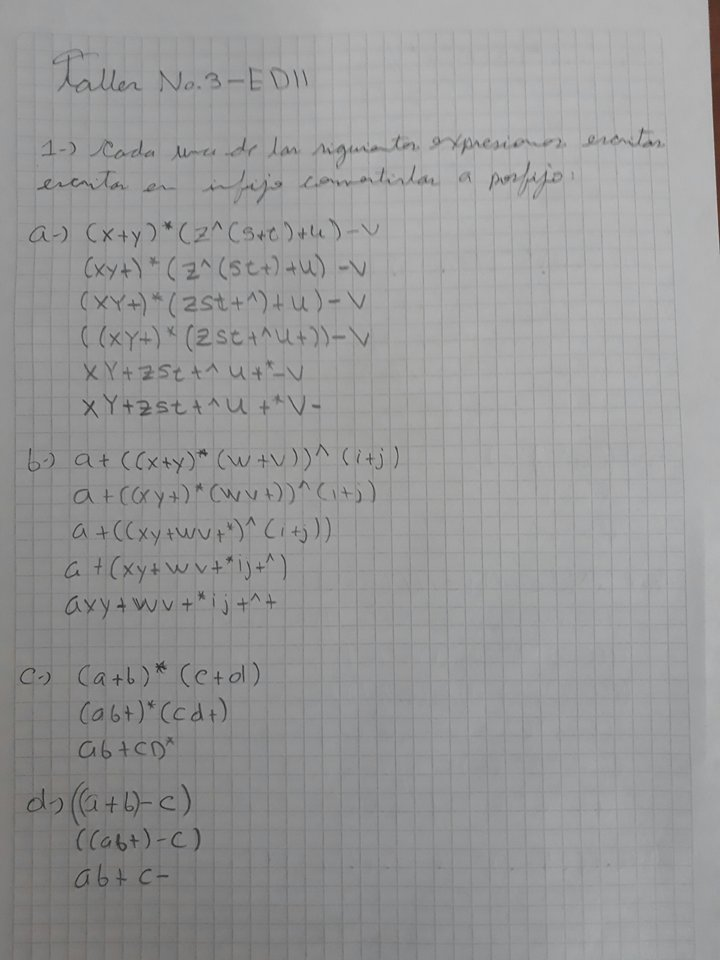 Taller No.3-EDII
1-) Cada una de las siguientes expresiones escritas
escrita en infijo convertirlas a posfijo:
a-) (x+y)*(z^(s+t)+u)-v
(xy+)*(z^(st+)+u)-v
(XY+)*(zst+^)+u)-v
((XY+)*(zst+^u+))-v
XY+zst+^u+*-v
XY+zst+^u+*v-
b-) a+((x+y)*(w+v))^(i+j)
a+((xy+)*(wv+))^(i+j)
a+((xy+wv+*)^(i+j))
a+(xy+wv+*ij+^)
axy+wv+*ij+^+
c-) (a+b)*(c+d)
(ab+)*(cd+)
ab+CD*
d-) ((a+b)-c)
((ab+)-c)
ab+c-